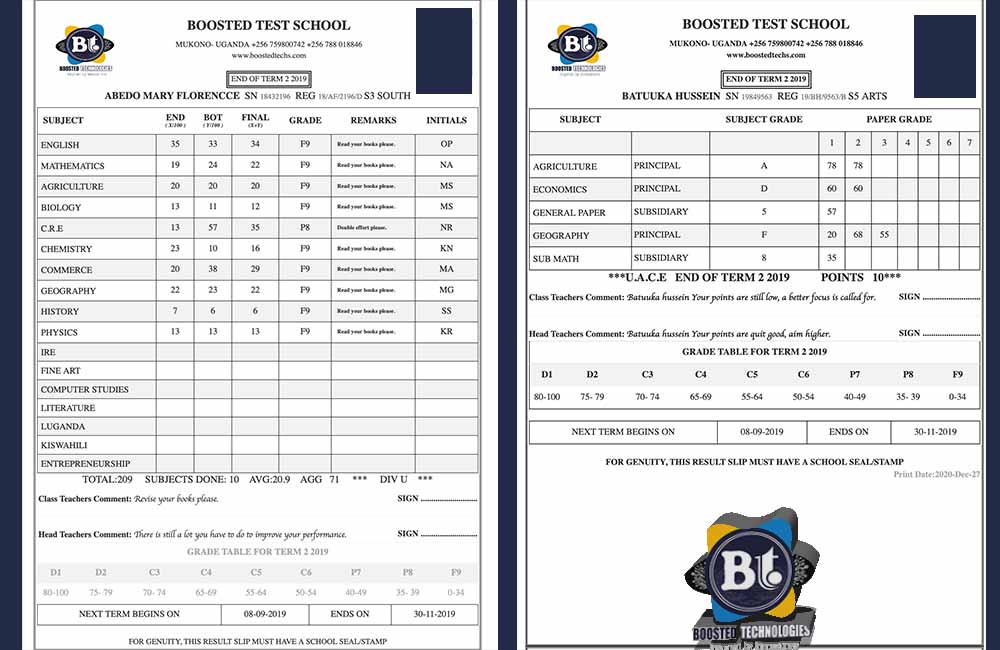 BOOSTED TEST SCHOOL
MUKONO- UGANDA +256 759800742 +256 788 018846
www.boostedtechs.com
Bt
BOOSTED TECHNOLOGIES
END OF TERM 2 2019
ABEDO MARY FLORENCCE SN 18432196 REG 18/AF/2196/D S3 SOUTH
SUBJECT END (X/100) BOT (Y/100) FINAL (X+Y) GRADE REMARKS INITIALS
ENGLISH 35 33 34 F9 Read your books please. OP
MATHEMATICS 19 24 22 F9 Read your books please. NA
AGRICULTURE 20 20 20 F9 Read your books please. MS
BIOLOGY 13 11 12 F9 Read your books please. MS
C.R.E 13 57 35 P8 Double effort please. NR
CHEMISTRY 23 10 16 F9 Read your books please. KN
COMMERCE 20 38 29 F9 Read your books please. MA
GEOGRAPHY 22 23 22 F9 Read your books please. MG
HISTORY 7 6 6 F9 Read your books please. SS
PHYSICS 13 13 13 F9 Read your books please. KR
IRE
FINE ART
COMPUTER STUDIES
LITERATURE
LUGANDA
KISWAHILI
ENTREPRENEURSHIP
TOTAL:209 SUBJECTS DONE: 10 AVG:20.9 AGG 71 *** DIV U ***
Class Teachers Comment: Revise your books please. SIGN ......................
Head Teachers Comment: There is still a lot you have to do to improve your performance. SIGN ......................
GRADE TABLE FOR TERM 2 2019
D1 D2 C3 C4 C5 C6 P7 P8 F9
80-100 75- 79 70- 74 65-69 55-64 50-54 40-49 35- 39 0-34
NEXT TERM BEGINS ON 08-09-2019 ENDS ON 30-11-2019
FOR GENUITY, THIS RESULT SLIP MUST HAVE A SCHOOL SEAL/STAMP
BOOSTED TEST SCHOOL
MUKONO- UGANDA +256 759800742 +256 788 018846
www.boostedtechs.com
Bt
BOOSTED TECHNOLOGIES
END OF TERM 2 2019
BATUUKA HUSSEIN SN 19849563 REG 19/BH/9563/B S5 ARTS
SUBJECT SUBJECT GRADE PAPER GRADE
1 2 3 4 5 6 7
AGRICULTURE PRINCIPAL A 78 78
ECONOMICS PRINCIPAL D 60 60
GENERAL PAPER SUBSIDIARY 5 57
GEOGRAPHY PRINCIPAL F 20 68 55
SUB MATH SUBSIDIARY 8 35
***U.A.C.E END OF TERM 2 2019 POINTS 10***
Class Teachers Comment: Batuuka hussein Your points are still low, a better focus is called for. SIGN ......................
Head Teachers Comment: Batuuka hussein Your points are quit good, aim higher. SIGN ......................
GRADE TABLE FOR TERM 2 2019
D1 D2 C3 C4 C5 C6 P7 P8 F9
80-100 75- 79 70- 74 65-69 55-64 50-54 40-49 35- 39 0-34
NEXT TERM BEGINS ON 08-09-2019 ENDS ON 30-11-2019
FOR GENUITY, THIS RESULT SLIP MUST HAVE A SCHOOL SEAL/STAMP
Print Date:2020-Dec-27
Bt
BOOSTED TECHNOLOGIES